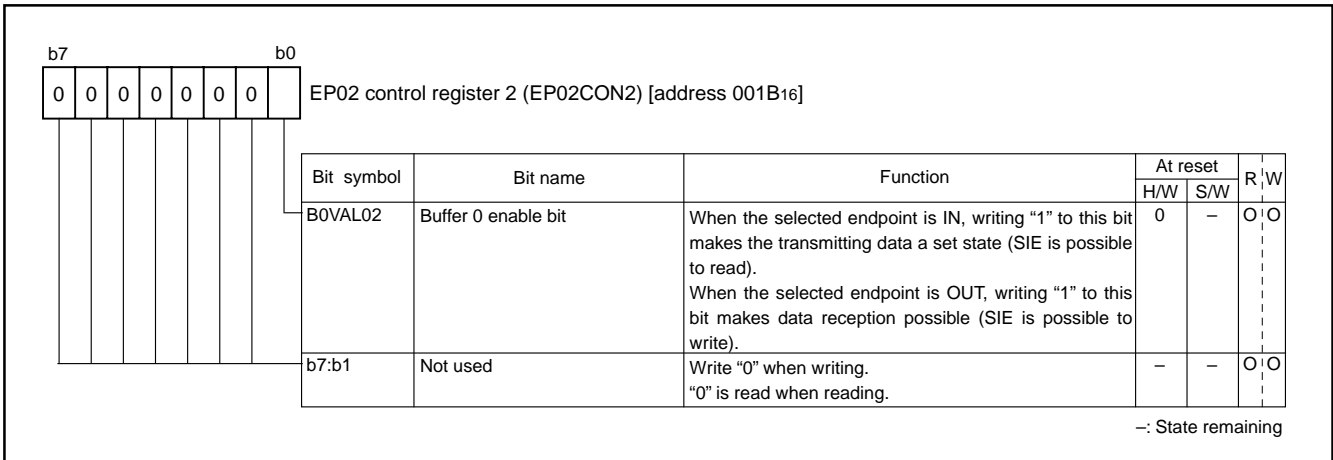 b7 b0
0 0 0 0 0 0 0 EP02 control register 2 (EP02CON2) [address 001B16]
Bit symbol Bit name Function At reset R W
H/W S/W
B0VAL02 Buffer 0 enable bit When the selected endpoint is IN, writing “1” to this bit 0 – O O
makes the transmitting data a set state (SIE is possible
to read).
When the selected endpoint is OUT, writing “1” to this
bit makes data reception possible (SIE is possible to
write).
b7:b1 Not used Write “0” when writing. – – O O
“0” is read when reading.
–: State remaining